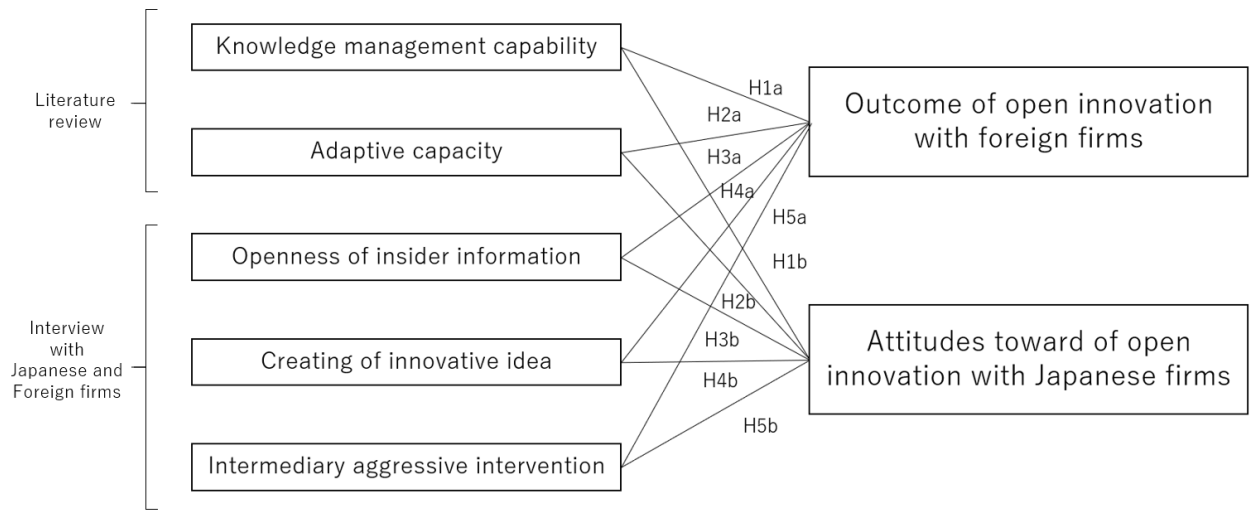 Literature
review
Knowledge management capability
Adaptive capacity
Interview
with
Japanese and
Foreign firms
Openness of insider information
Creating of innovative idea
Intermediary aggressive intervention
H1a
H2a
H3a
H4a
H5a
H1b
H2b
H3b
H4b
H5b
Outcome of open innovation
with foreign firms
Attitudes toward of open
innovation with Japanese firms